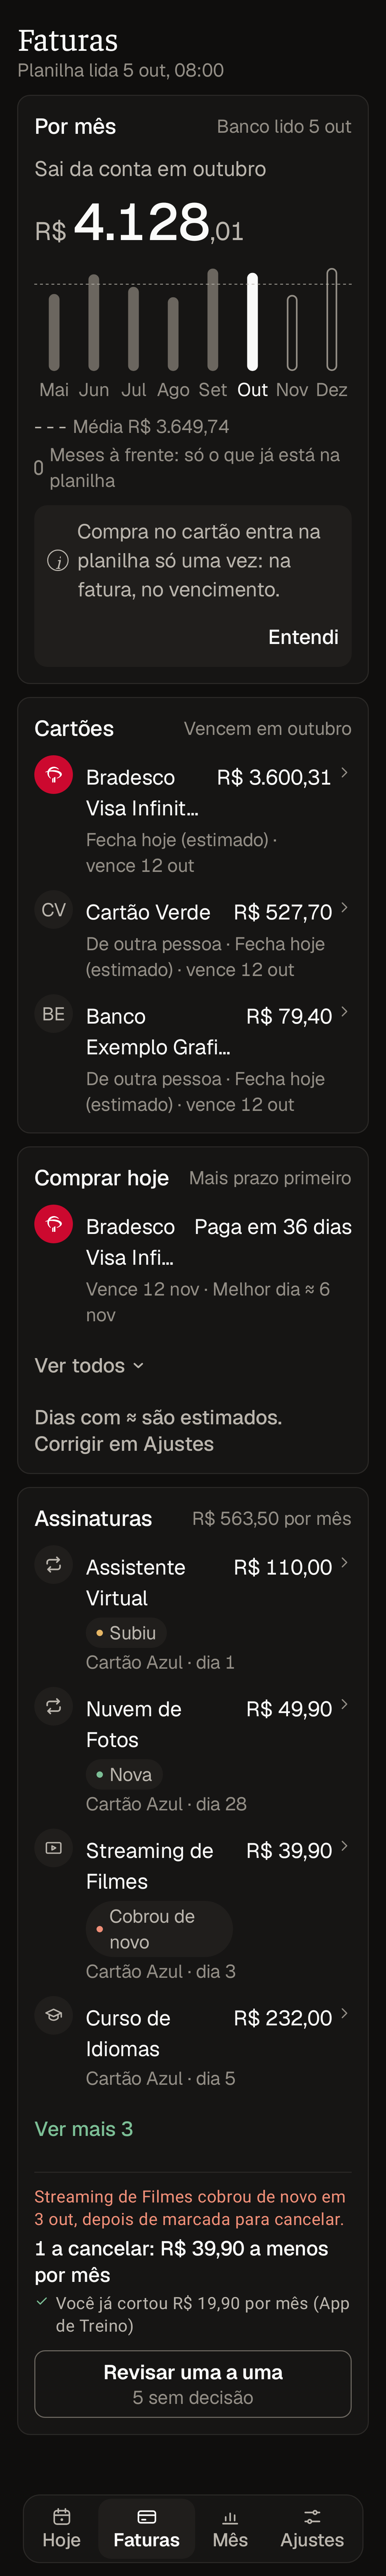 Faturas
Planilha lida 5 out, 08:00
Por mês
Banco lido 5 out
Sai da conta em outubro
R$ 4.128,01
Mai Jun Jul Ago Set Out Nov Dez
Média R$ 3.649,74
Meses à frente: só o que já está na
planilha
Compra no cartão entra na
planilha só uma vez: na
fatura, no vencimento.
Entendi
Cartões
Vencem em outubro
Bradesco
Visa Infinit...
R$ 3.600,31
Fecha hoje (estimado) ·
vence 12 out
CV
Cartão Verde
R$ 527,70
De outra pessoa · Fecha hoje
(estimado) · vence 12 out
BE
Banco
Exemplo Grafi...
R$ 79,40
De outra pessoa · Fecha hoje
(estimado) · vence 12 out
Comprar hoje
Mais prazo primeiro
Bradesco
Visa Infi...
Paga em 36 dias
Vence 12 nov · Melhor dia ≈ 6
nov
Ver todos
Dias com ≈ são estimados.
Corrigir em Ajustes
Assinaturas
R$ 563,50 por mês
Assistente
Virtual
R$ 110,00
Subiu
Cartão Azul · dia 1
Nuvem de
Fotos
R$ 49,90
Nova
Cartão Azul · dia 28
Streaming de
Filmes
R$ 39,90
Cobrou de
novo
Cartão Azul · dia 3
Curso de
Idiomas
R$ 232,00
Cartão Azul · dia 5
Ver mais 3
Streaming de Filmes cobrou de novo em
3 out, depois de marcada para cancelar.
1 a cancelar: R$ 39,90 a menos
por mês
Você já cortou R$ 19,90 por mês (App
de Treino)
Revisar uma a uma
5 sem decisão
Hoje
Faturas
Mês
Ajustes